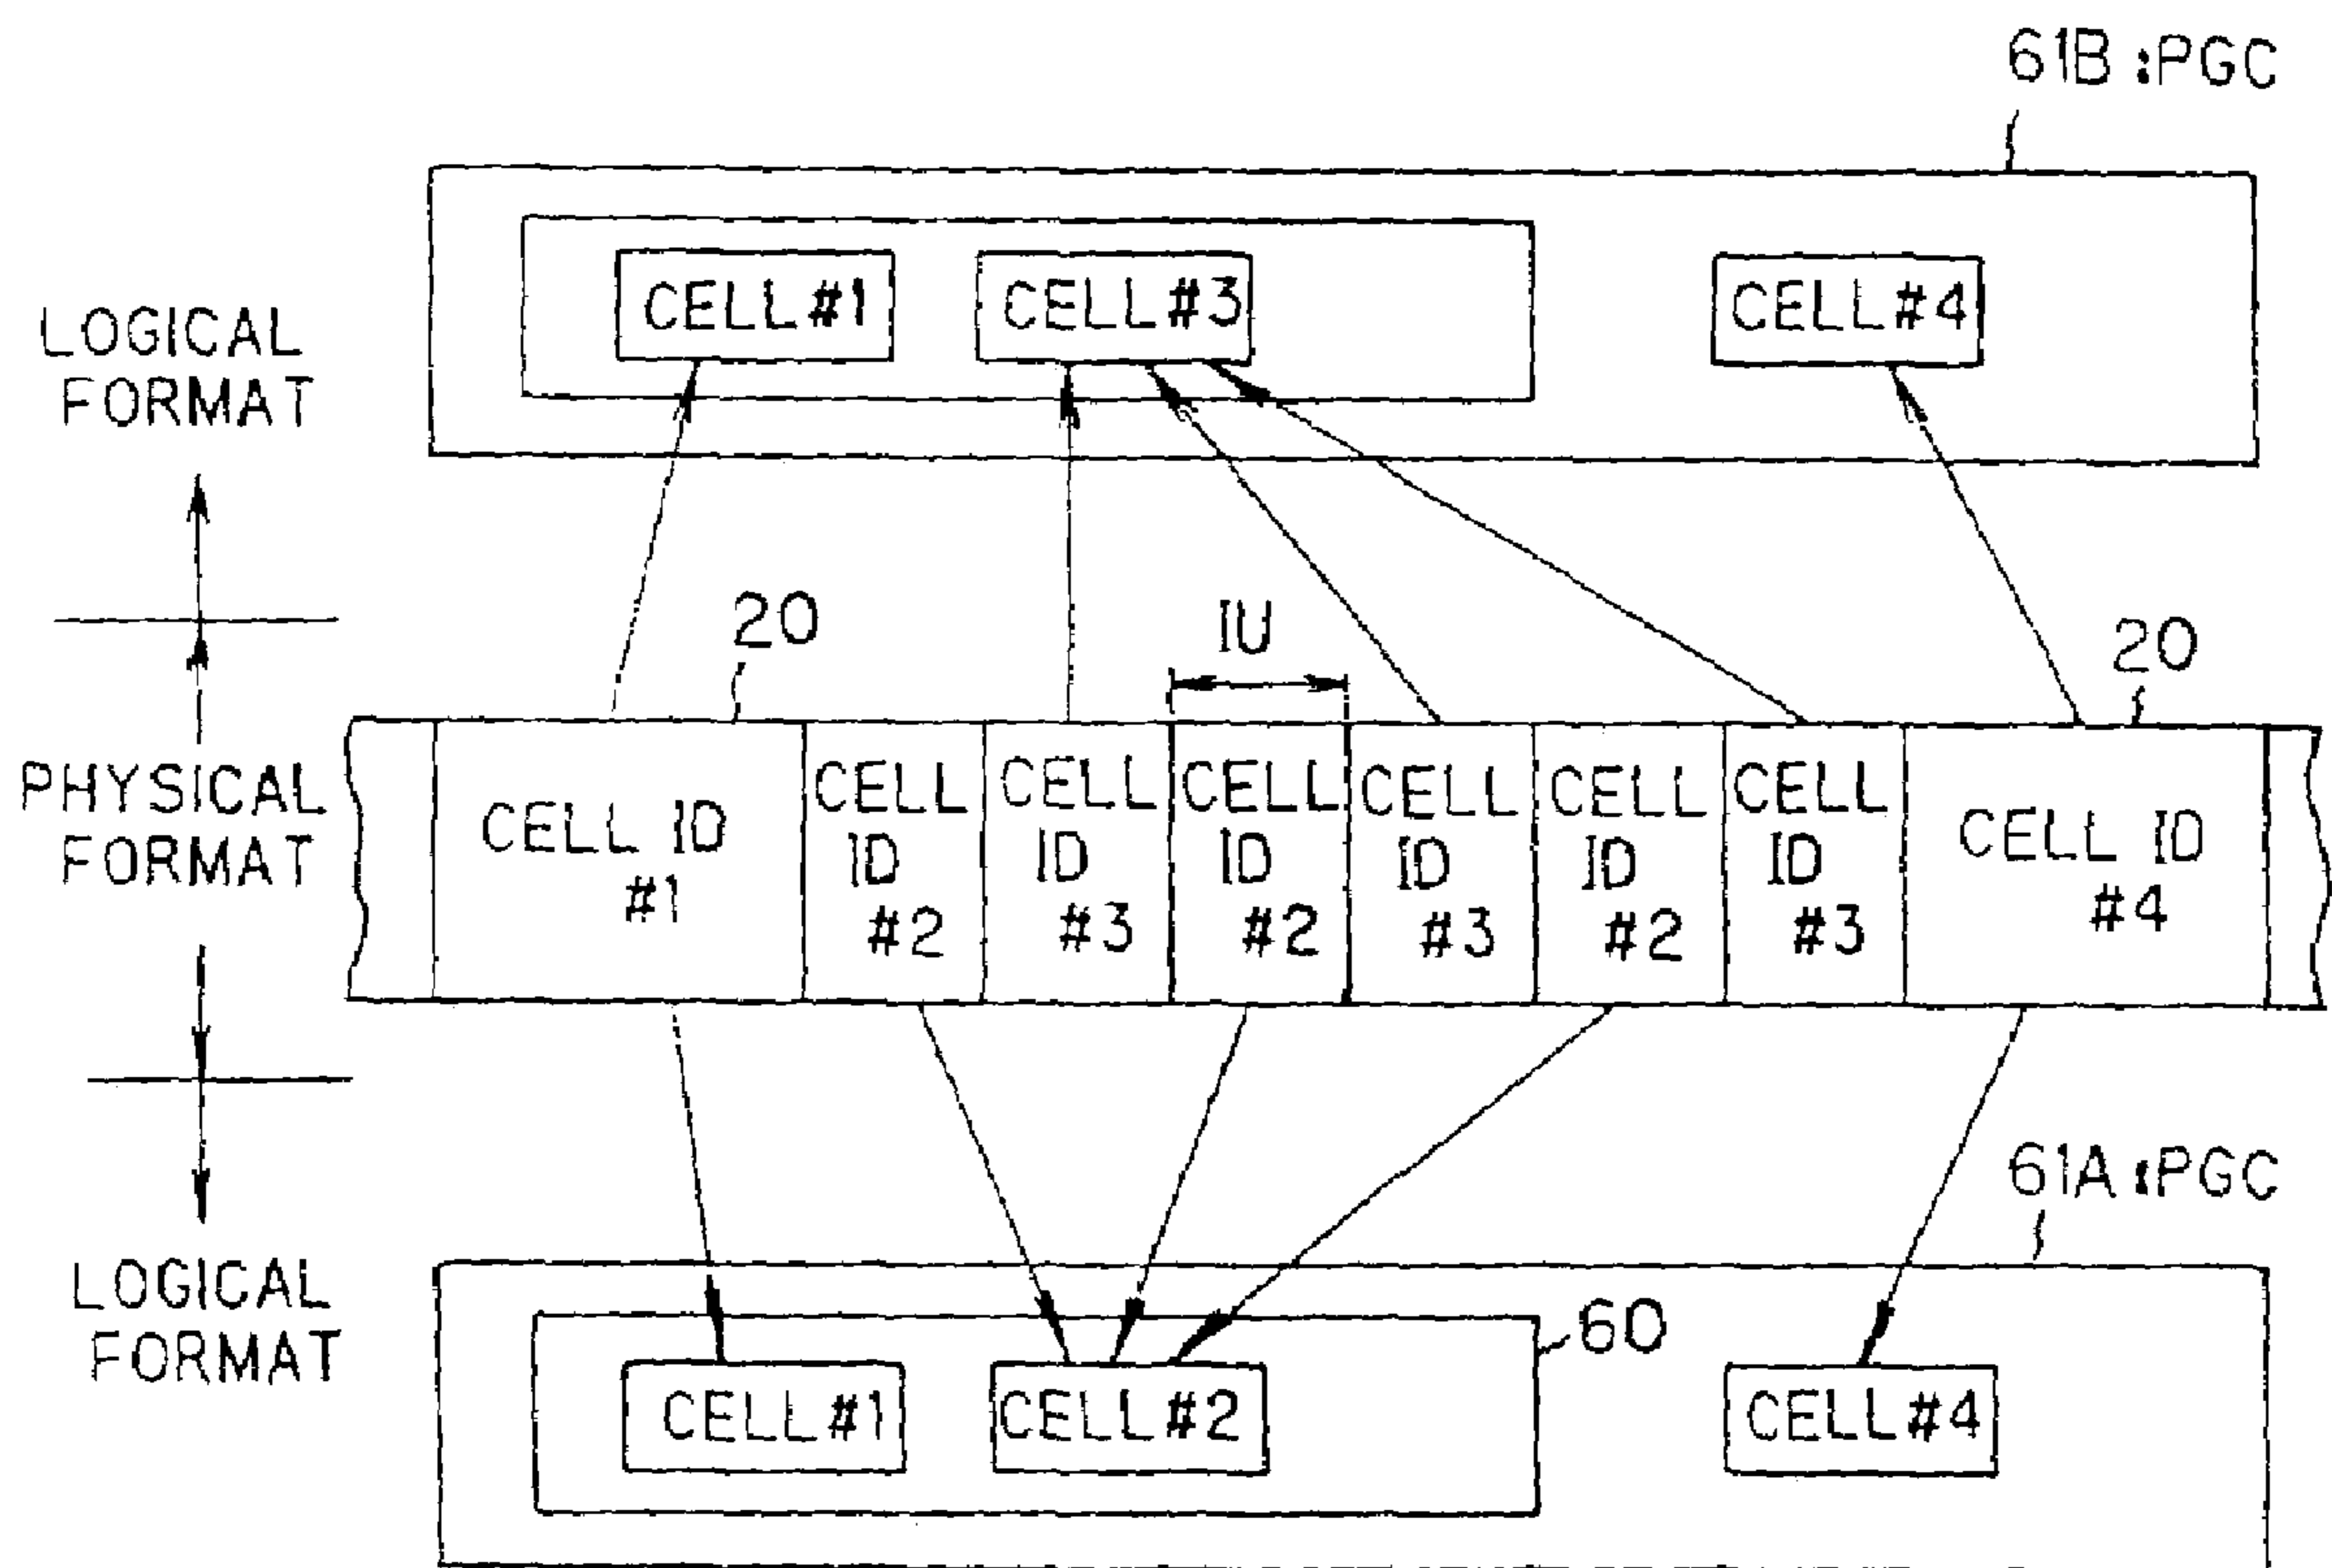 61B :PGC
CELL #1
CELL #3
CELL #4
LOGICAL
FORMAT
20
IU
20
PHYSICAL
FORMAT
CELL ID
#1
CELL
ID
#2
CELL
ID
#3
CELL
ID
#2
CELL
ID
#3
CELL
ID
#2
CELL
ID
#3
CELL ID
#4
61A :PGC
LOGICAL
FORMAT
60
CELL #1
CELL #2
CELL #4